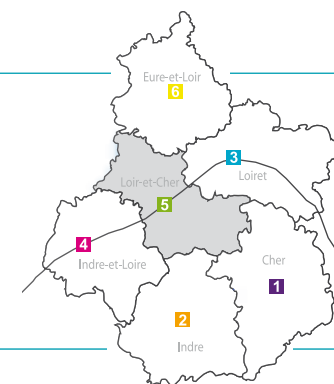 Eure-et-Loir
6
3
Loir-et-Cher
Loiret
5
4
Cher
Indre-et-Loire
1
2
Indre